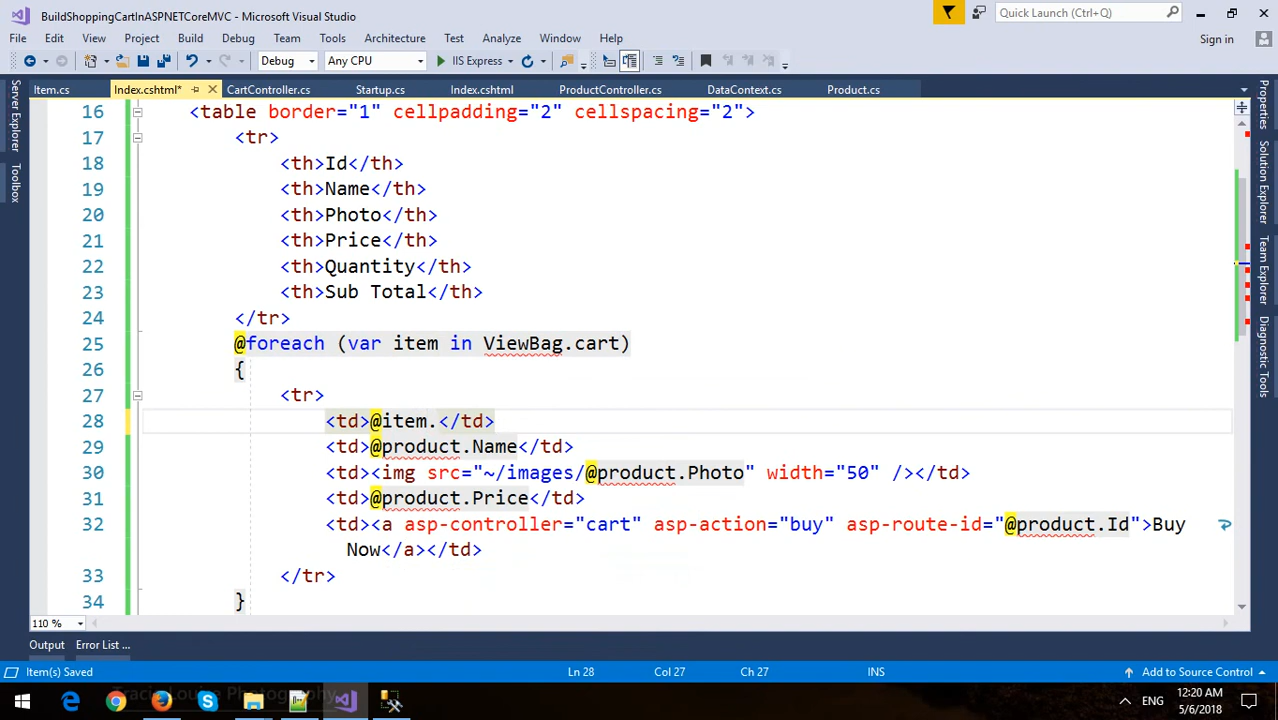 BuildShoppingCartInASPNETCoreMVC - Microsoft Visual Studio
Quick Launch (Ctrl+Q)
File Edit View Project Build Debug Team Tools Architecture Test Analyze Window Help
Sign in
Debug Any CPU IIS Express
Item.cs Index.cshtml* CartController.cs Startup.cs Index.cshtml ProductController.cs DataContext.cs Product.cs
Server Explorer
Toolbox
Properties
Solution Explorer
Team Explorer
Diagnostic Tools
16 <table border="1" cellpadding="2" cellspacing="2">
17 <tr>
18 <th>Id</th>
19 <th>Name</th>
20 <th>Photo</th>
21 <th>Price</th>
22 <th>Quantity</th>
23 <th>Sub Total</th>
24 </tr>
25 @foreach (var item in ViewBag.cart)
26 {
27 <tr>
28 <td>@item.</td>
29 <td>@product.Name</td>
30 <td><img src="~/images/@product.Photo" width="50" /></td>
31 <td>@product.Price</td>
32 <td><a asp-controller="cart" asp-action="buy" asp-route-id="@product.Id">Buy
Now</a></td>
33 </tr>
34 }
110 %
Output Error List ...
Item(s) Saved Ln 28 Col 27 Ch 27 INS Add to Source Control
Tracie Louise Photography
ENG
12:20 AM
5/6/2018